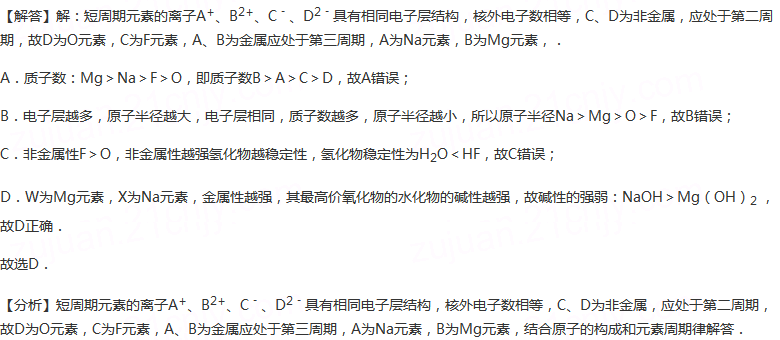 【解答】解：短周期元素的离子A⁺、B²⁺、C⁻、D²⁻具有相同电子层结构，核外电子数相等，C、D为非金属，应处于第二周
期，故D为O元素，C为F元素，A、B为金属应处于第三周期，A为Na元素，B为Mg元素，．
A．质子数：Mg＞Na＞F＞O，即质子数B＞A＞C＞D，故A错误；
B．电子层越多，原子半径越大，电子层相同，质子数越多，原子半径越小，所以原子半径Na＞Mg＞O＞F，故B错误；
C．非金属性F＞O，非金属性越强氢化物越稳定性，氢化物稳定性为H₂O＜HF，故C错误；
D．W为Mg元素，X为Na元素，金属性越强，其最高价氧化物的水化物的碱性越强，故碱性的强弱：NaOH＞Mg（OH）₂，
故D正确．
故选D．
【分析】短周期元素的离子A⁺、B²⁺、C⁻、D²⁻具有相同电子层结构，核外电子数相等，C、D为非金属，应处于第二周期，
故D为O元素，C为F元素，A、B为金属应处于第三周期，A为Na元素，B为Mg元素，结合原子的构成和元素周期律解答．